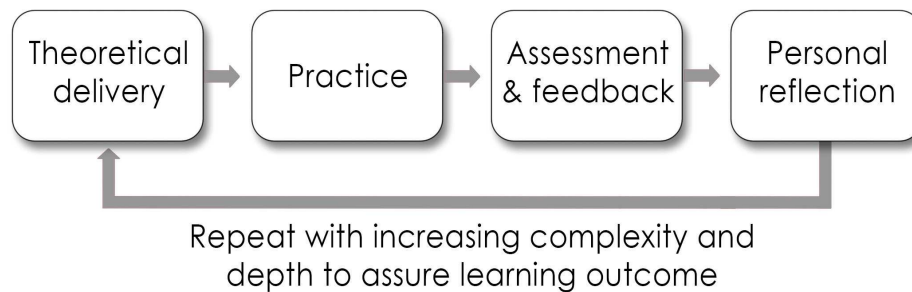 Theoretical
delivery
Practice
Assessment
& feedback
Personal
reflection
Repeat with increasing complexity and
depth to assure learning outcome